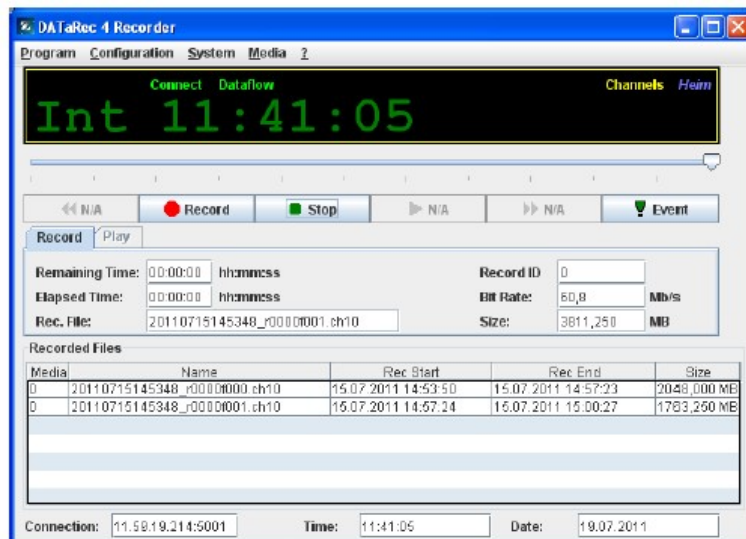 DATaRec 4 Recorder
Program Configuration System Media ?
Connect Dataflow Channels Heim
Int 11:41:05
N/A Record Stop N/A N/A Event
Record Play
Remaining Time: 00:00:00 hh:mm:ss Record ID 0
Elapsed Time: 00:00:00 hh:mm:ss Bit Rate: 60,8 Mb/s
Rec. File: 20110715145348_r0000f001.ch10 Size: 3811,250 MB
Recorded Files
Media Name Rec Start Rec End Size
0 20110715145348_r0000f000.ch10 15.07.2011 14:53:50 15.07.2011 14:57:23 2048,000 MB
0 20110715145348_r0000f001.ch10 15.07.2011 14:57:24 15.07.2011 15:00:27 1763,250 MB
Connection: 11.59.19.214:5001 Time: 11:41:05 Date: 19.07.2011